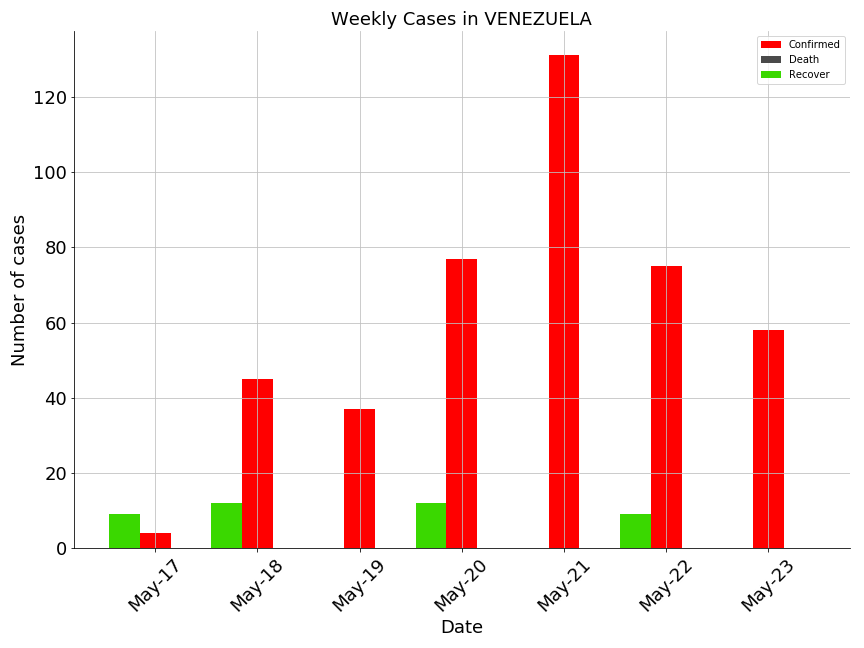 Weekly Cases in VENEZUELA
Confirmed
Death
Recover
Number of cases
120
100
80
60
40
20
0
May-17
May-18
May-19
May-20
May-21
May-22
May-23
Date